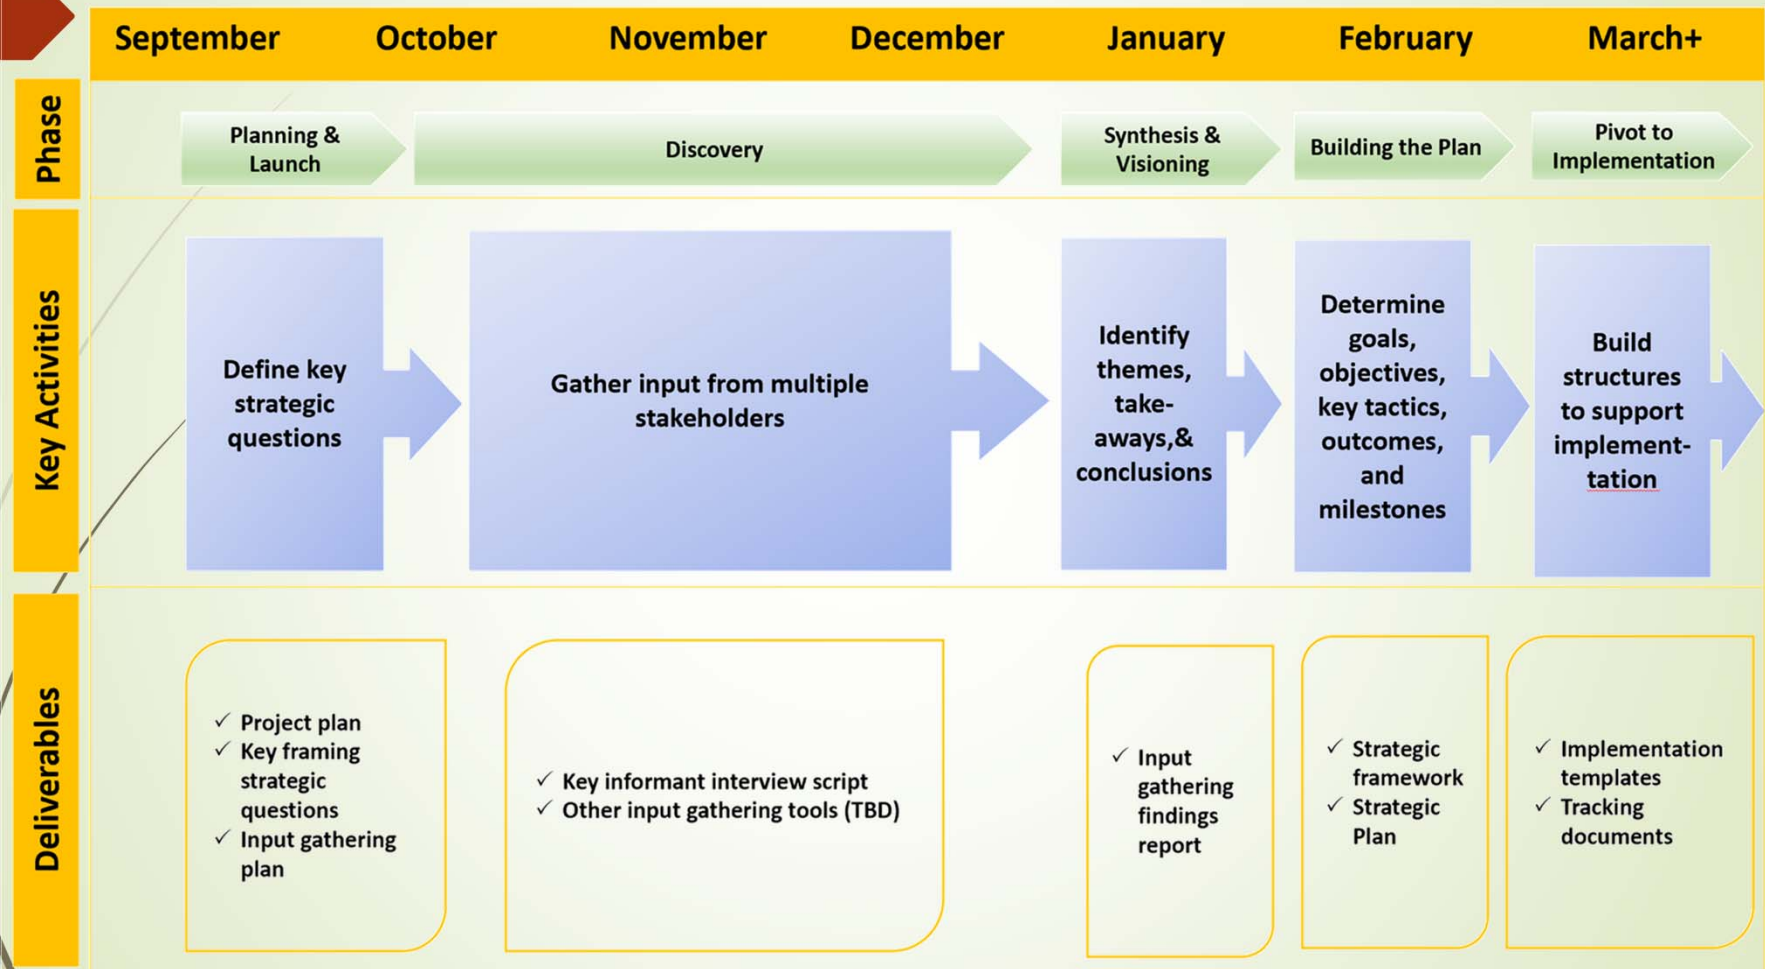 September October November December January February March+
Phase
Planning &
Launch
Discovery
Synthesis &
Visioning
Building the Plan
Pivot to
Implementation
Key Activities
Define key
strategic
questions
Gather input from multiple
stakeholders
Identify
themes,
take-
aways,&
conclusions
Determine
goals,
objectives,
key tactics,
outcomes,
and
milestones
Build
structures
to support
implement-
tation
Deliverables
✓ Project plan
✓ Key framing
strategic
questions
✓ Input gathering
plan
✓ Key informant interview script
✓ Other input gathering tools (TBD)
✓ Input
gathering
findings
report
✓ Strategic
framework
✓ Strategic
Plan
✓ Implementation
templates
✓ Tracking
documents